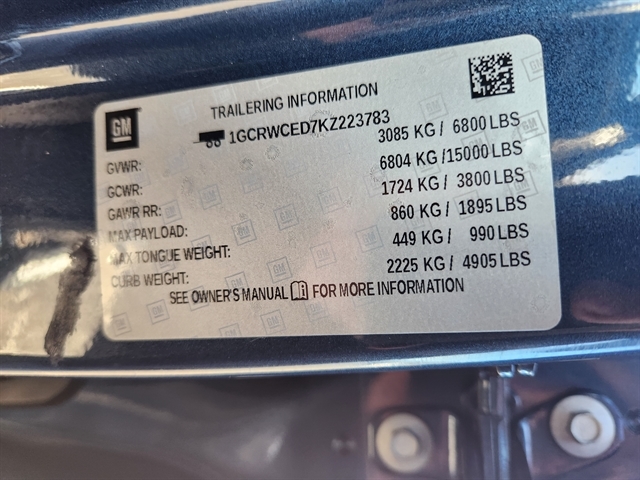 TRAILERING INFORMATION
GM
1GCRWCED7KZ223783
GVWR: 3085 KG / 6800 LBS
GCWR: 6804 KG /15000 LBS
GAWR RR: 1724 KG / 3800 LBS
MAX PAYLOAD: 860 KG / 1895 LBS
MAX TONGUE WEIGHT: 449 KG / 990 LBS
CURB WEIGHT: 2225 KG / 4905 LBS
SEE OWNER'S MANUAL FOR MORE INFORMATION